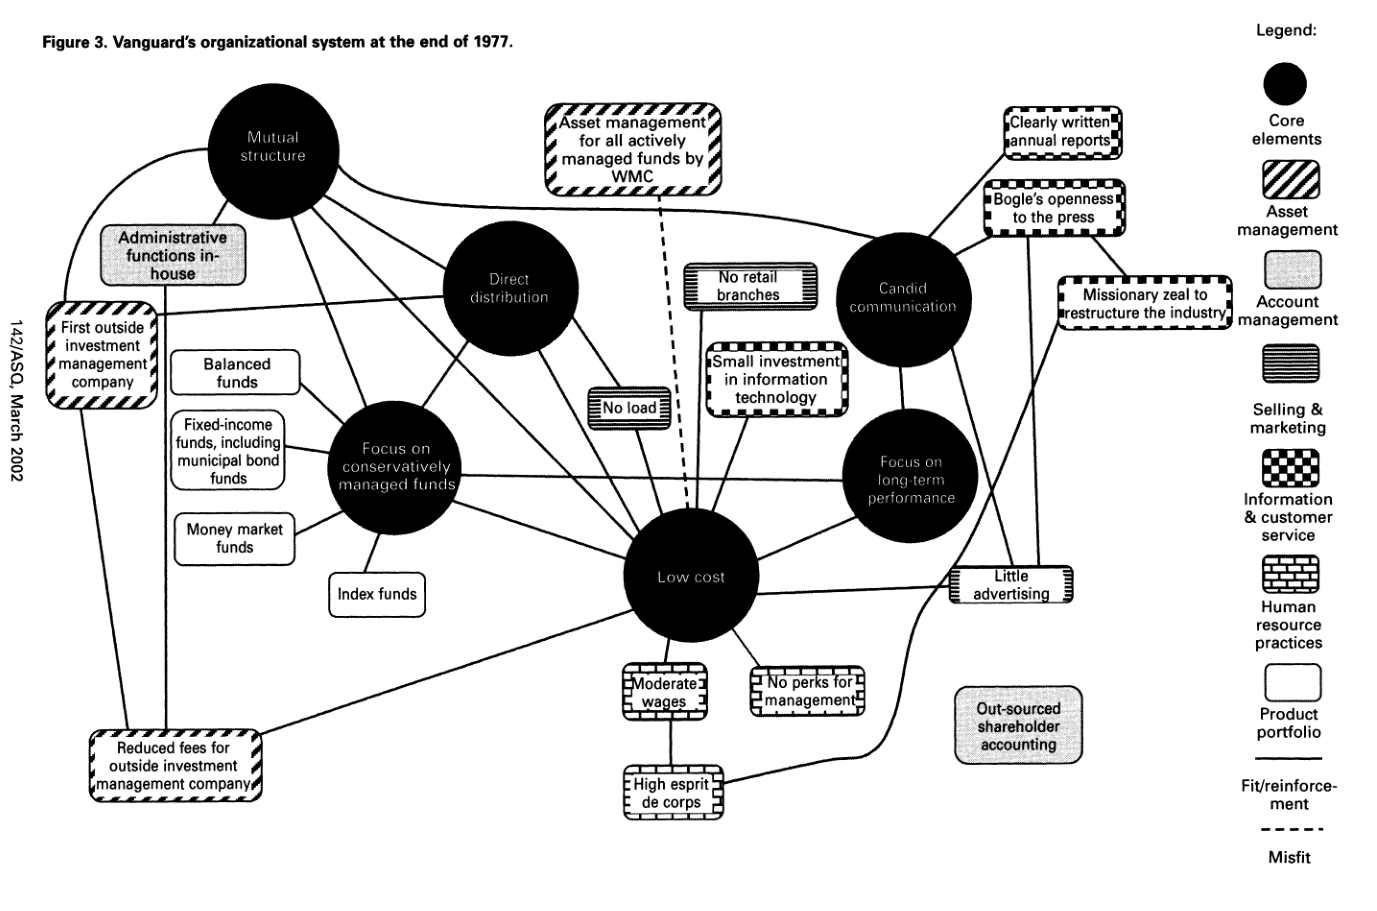 Figure 3. Vanguard's organizational system at the end of 1977.
Legend:
Mutual
structure
Asset management
for all actively
managed funds by
WMC
Clearly written
annual reports
Core
elements
Bogle's openness
to the press
Asset
management
Administrative
functions in-
house
Direct
distribution
No retail
branches
Candid
communication
Missionary zeal to
restructure the industry
Account
management
First outside
investment
management
company
Balanced
funds
Small investment
in information
technology
No load
Selling &
marketing
142/ASQ, March 2002
Fixed-income
funds, including
municipal bond
funds
Focus on
conservatively
managed funds
Focus on
long-term
performance
Information
& customer
service
Money market
funds
Index funds
Low cost
Little
advertising
Human
resource
practices
Moderate
wages
No perks for
management
Out-sourced
shareholder
accounting
Product
portfolio
Reduced fees for
outside investment
management company
High esprit
de corps
Fit/reinforce-
ment
Misfit